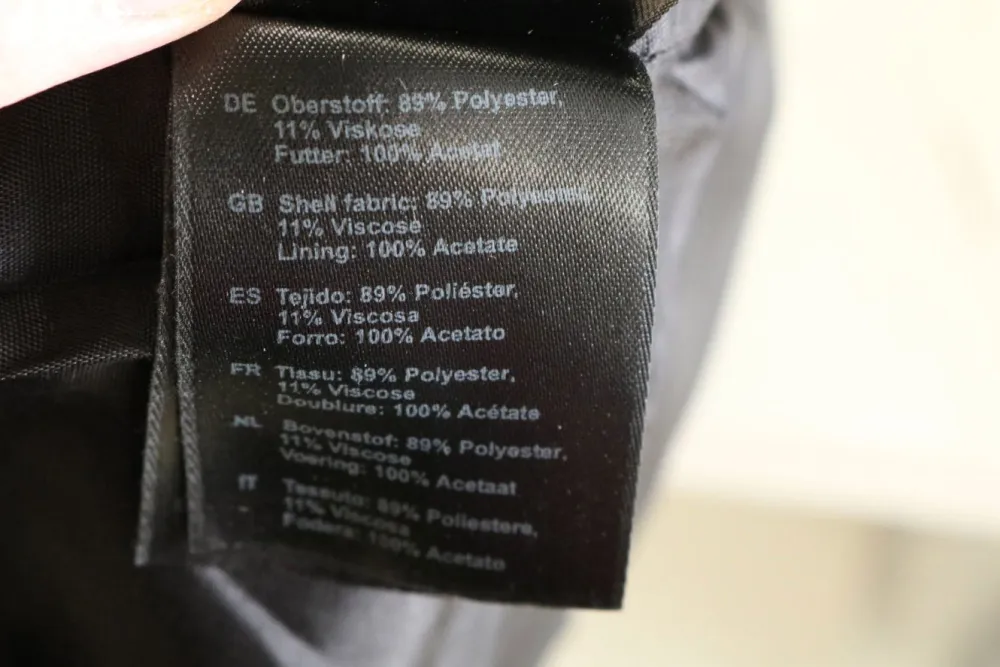 DE Oberstoff: 89% Polyester,
11% Viskose
Futter: 100% Acetat
GB Shell fabric: 89% Polyester,
11% Viscose
Lining: 100% Acetate
ES Tejido: 89% Poliéster,
11% Viscosa
Forro: 100% Acetato
FR Tissu: 89% Polyester,
11% Viscose
Doublure: 100% Acétate
NL Bovenstof: 89% Polyester,
11% Viscose
Voering: 100% Acetaat
IT Tessuto: 89% Poliestere,
11% Viscosa
Fodera: 100% Acetato